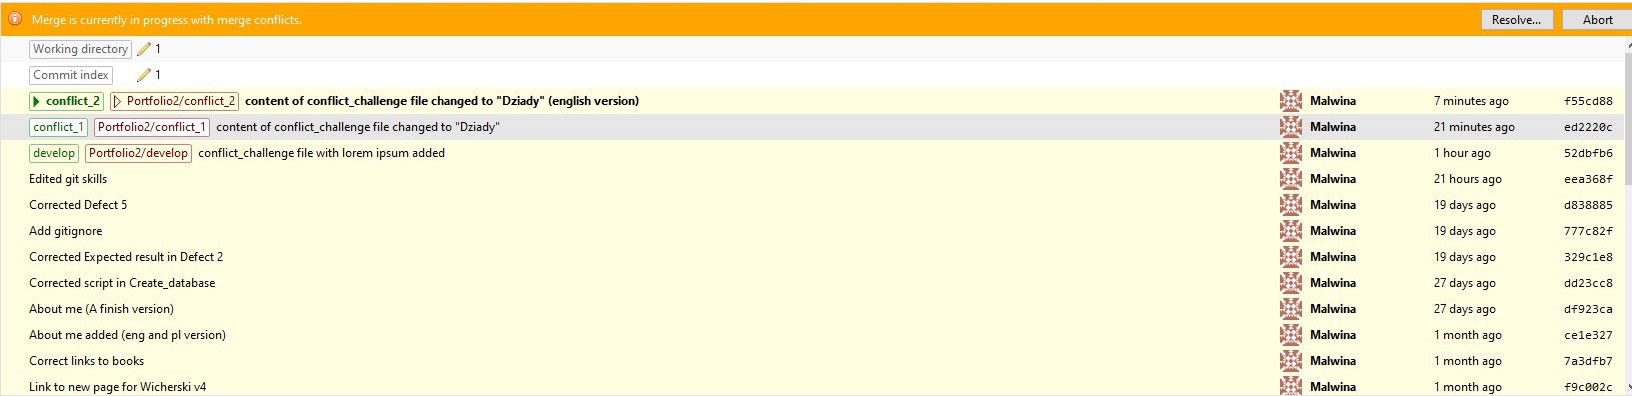 Merge is currently in progress with merge conflicts. Resolve... Abort
Working directory 1
Commit index 1
conflict_2 Portfolio2/conflict_2 content of conflict_challenge file changed to "Dziady" (english version) Malwina 7 minutes ago f55cd88
conflict_1 Portfolio2/conflict_1 content of conflict_challenge file changed to "Dziady" Malwina 21 minutes ago ed2220c
develop Portfolio2/develop conflict_challenge file with lorem ipsum added Malwina 1 hour ago 52dbfb6
Edited git skills Malwina 21 hours ago eea368f
Corrected Defect 5 Malwina 19 days ago d838885
Add gitignore Malwina 19 days ago 777c82f
Corrected Expected result in Defect 2 Malwina 19 days ago 329c1e8
Corrected script in Create_database Malwina 27 days ago dd23cc8
About me (A finish version) Malwina 27 days ago df923ca
About me added (eng and pl version) Malwina 1 month ago ce1e327
Correct links to books Malwina 1 month ago 7a3dfb7
Link to new page for Wicherski v4 Malwina 1 month ago f9c002c